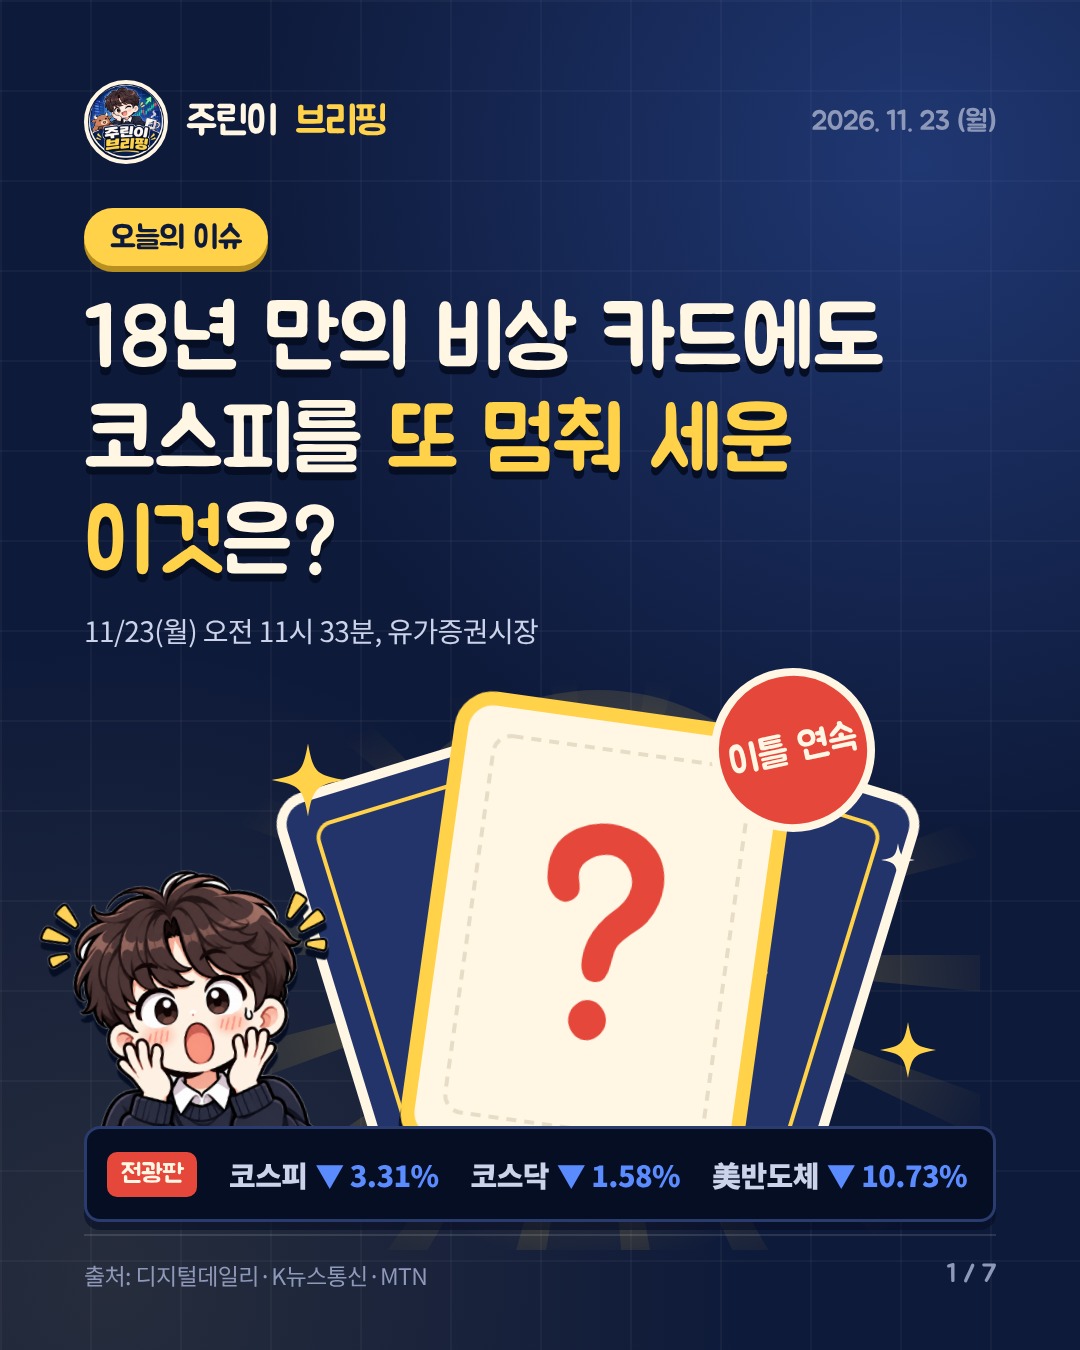 주린이 브리핑
주린이 브리핑
2026. 11. 23 (월)
오늘의 이슈
18년 만의 비상 카드에도
코스피를 또 멈춰 세운
이것은?
11/23(월) 오전 11시 33분, 유가증권시장
이틀 연속
?
전광판 코스피 ▼ 3.31% 코스닥 ▼ 1.58% 美반도체 ▼ 10.73%
출처: 디지털데일리·K뉴스통신·MTN
1 / 7